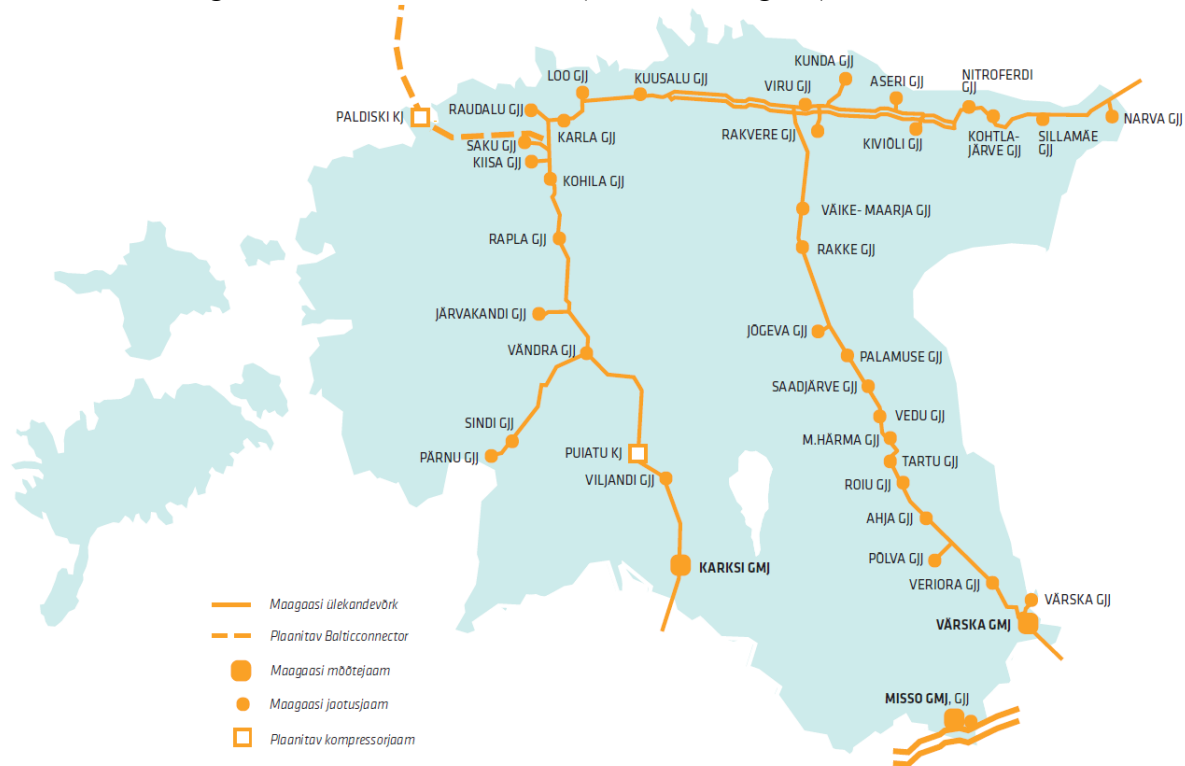 KUNDA GJJ
LOO GJJ
KUUSALU GJJ
VIRU GJJ
ASERI GJJ
NITROFERDI
GJJ
PALDISKI KJ
RAUDALU GJJ
KARLA GJJ
RAKVERE GJJ
KIVIÕLI GJJ
KOHTLA-
JÄRVE GJJ
SILLAMÄE
GJJ
NARVA GJJ
SAKU GJJ
KIISA GJJ
KOHILA GJJ
VÄIKE- MAARJA GJJ
RAPLA GJJ
RAKKE GJJ
JÄRVAKANDI GJJ
JÕGEVA GJJ
VÄNDRA GJJ
PALAMUSE GJJ
SAADJÄRVE GJJ
VEDU GJJ
SINDI GJJ
M.HÄRMA GJJ
PÄRNU GJJ
PUIATU KJ
TARTU GJJ
VILJANDI GJJ
ROIU GJJ
AHJA GJJ
KARKSI GMJ
PÕLVA GJJ
VERIORA GJJ
VÄRSKA GJJ
VÄRSKA GMJ
MISSO GMJ, GJJ
Maagaasi ülekandevõrk
Plaanitav Balticconnector
Maagaasi mõõtejaam
Maagaasi jaotusjaam
Plaanitav kompressorjaam